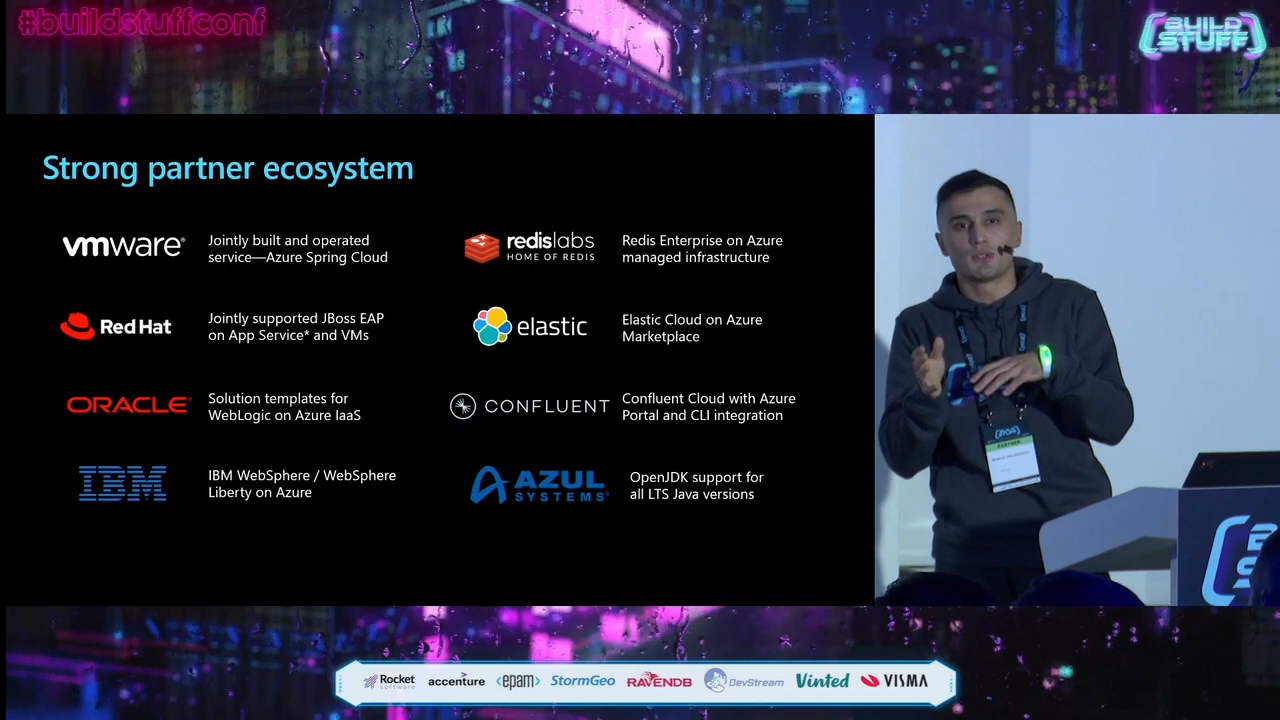 #buildstuffconf
BUILD
STUFF
Strong partner ecosystem
vmware®
Jointly built and operated
service—Azure Spring Cloud
redislabs
HOME OF REDIS
Redis Enterprise on Azure
managed infrastructure
Red Hat
Jointly supported JBoss EAP
on App Service* and VMs
elastic
Elastic Cloud on Azure
Marketplace
ORACLE®
Solution templates for
WebLogic on Azure IaaS
CONFLUENT
Confluent Cloud with Azure
Portal and CLI integration
IBM
IBM WebSphere / WebSphere
Liberty on Azure
AZUL
SYSTEMS®
OpenJDK support for
all LTS Java versions
PARTNER
Rocket
software
accenture
<epam>
StormGeo
RAVENDB
DevStream
Vinted
VISMA